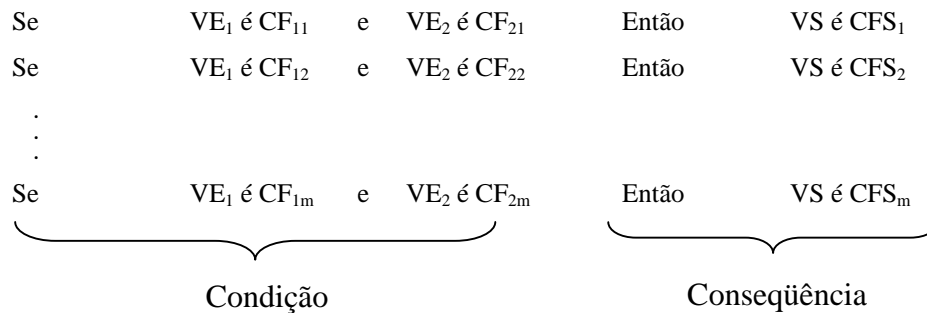 Se VE₁ é CF₁₁ e VE₂ é CF₂₁ Então VS é CFS₁
Se VE₁ é CF₁₂ e VE₂ é CF₂₂ Então VS é CFS₂
.
.
.
Se VE₁ é CF₁ₘ e VE₂ é CF₂ₘ Então VS é CFSₘ
Condição Conseqüência